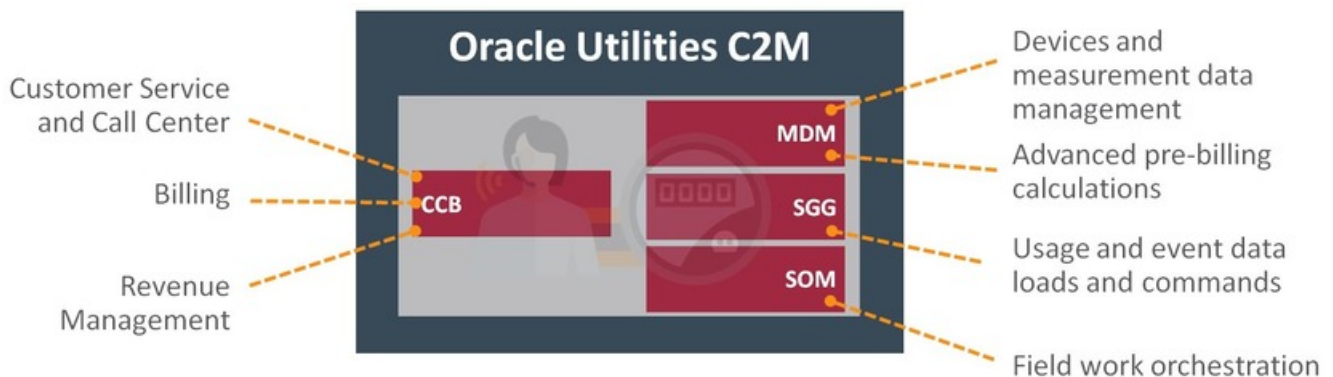 Oracle Utilities C2M
Customer Service
and Call Center
Billing
Revenue
Management
CCB
MDM
SGG
SOM
Devices and
measurement data
management
Advanced pre-billing
calculations
Usage and event data
loads and commands
Field work orchestration